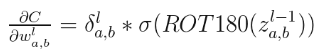 ∂C/∂w^l_{a,b} = δ^l_{a,b} * σ(ROT180(z^{l-1}_{a,b}))